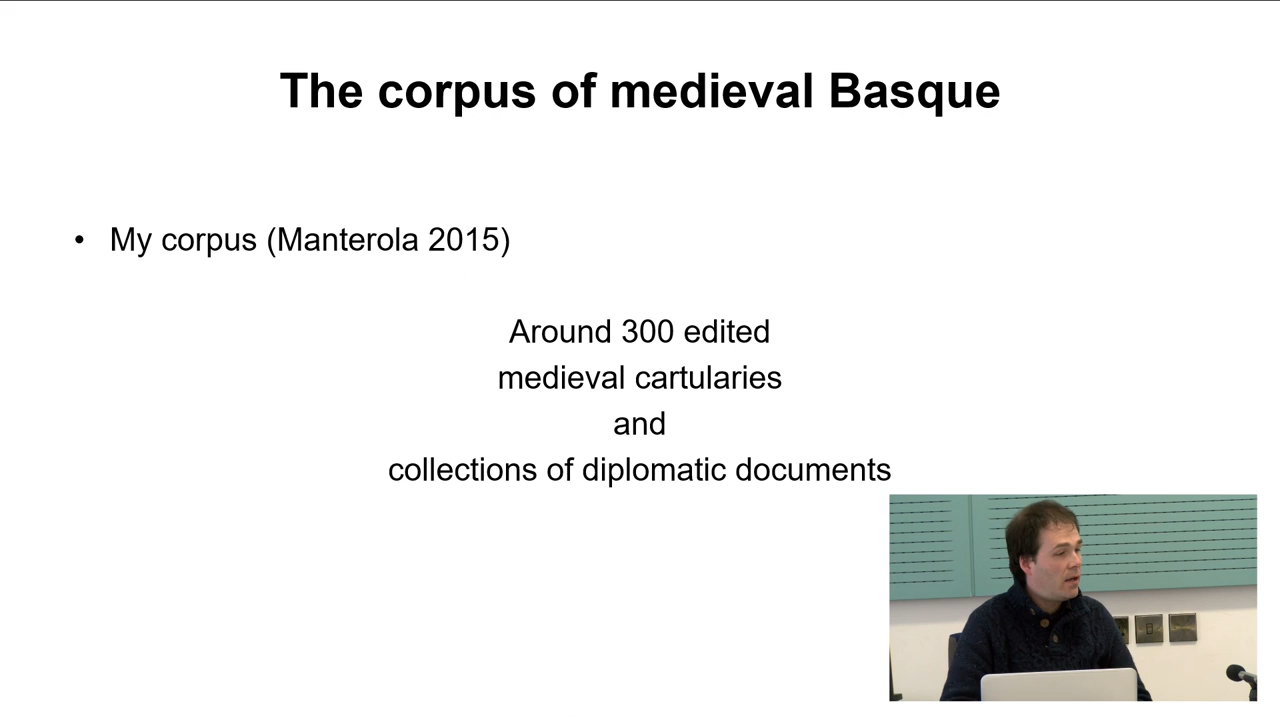 The corpus of medieval Basque
• My corpus (Manterola 2015)
Around 300 edited
medieval cartularies
and
collections of diplomatic documents